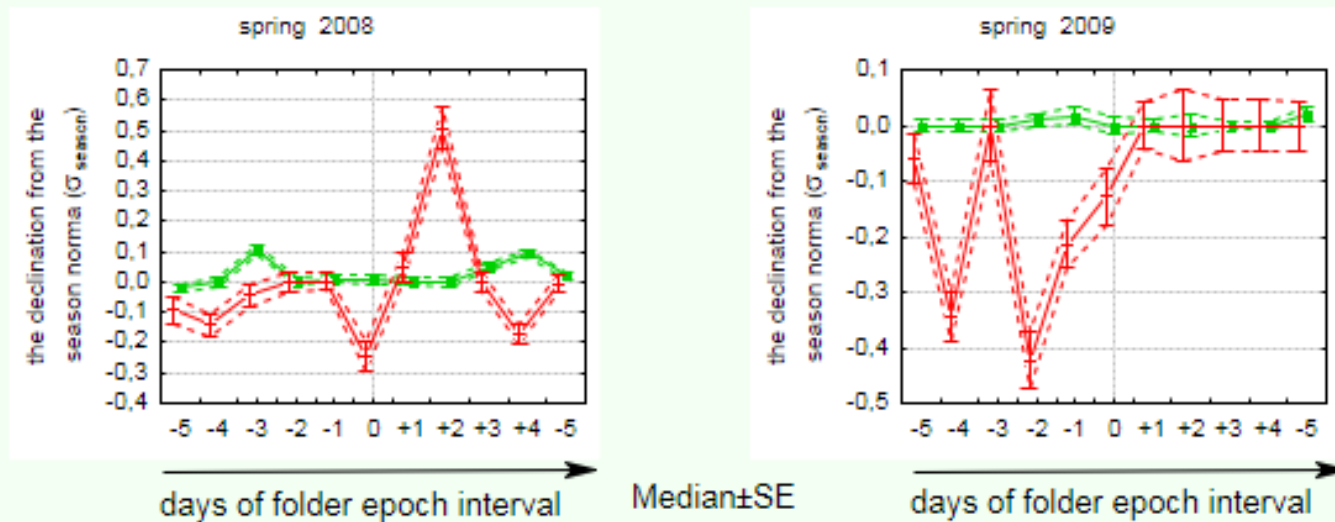 spring 2008
the declination from the
season norma (σ season)
0,7
0,6
0,5
0,4
0,3
0,2
0,1
0.0
-0,1
-0,2
-0,3
-0,4
-5 -4 -3 -2 -1 0 +1 +2 +3 +4 -5
days of folder epoch interval
Median±SE
spring 2009
the declination from the
season norma (σ season)
0,1
0.0
-0,1
-0,2
-0,3
-0,4
-0,5
-5 -4 -3 -2 -1 0 +1 +2 +3 +4 -5
days of folder epoch interval